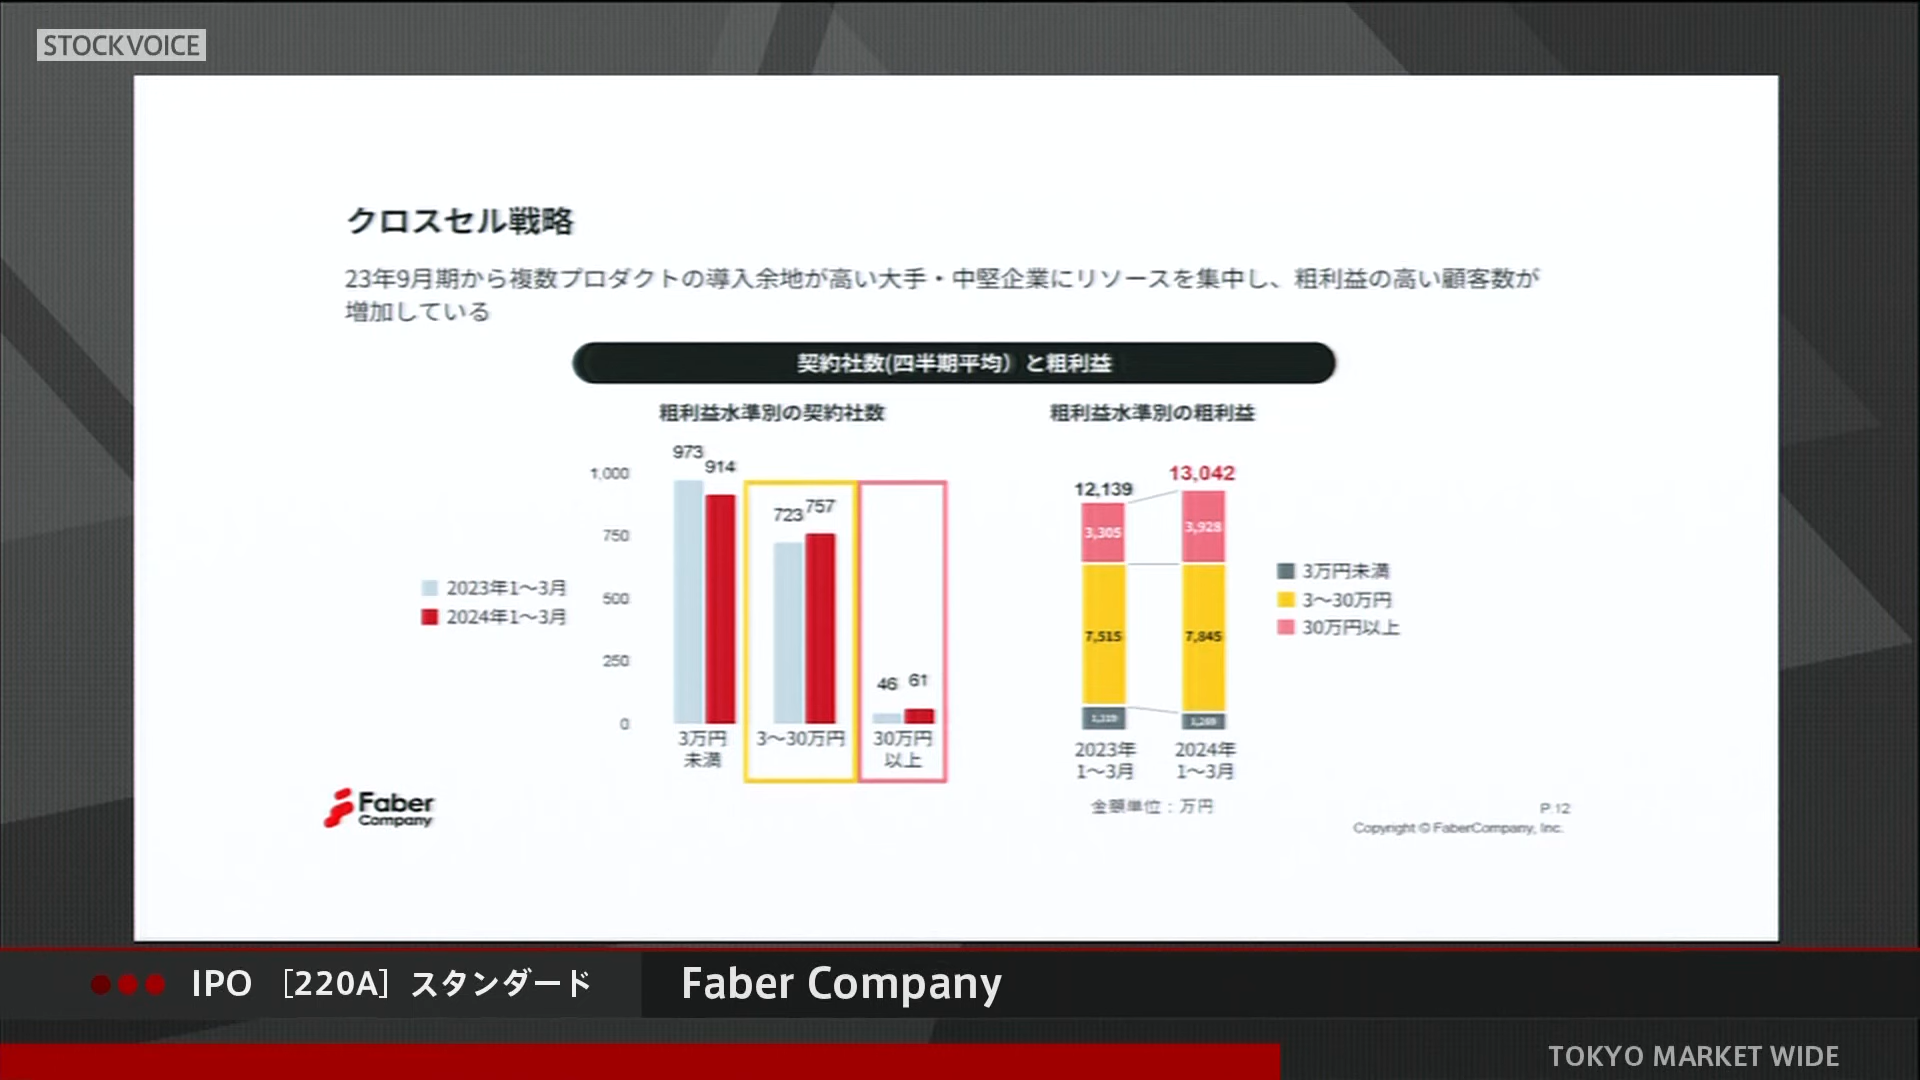 STOCKVOICE
クロスセル戦略
23年9月期から複数プロダクトの導入余地が高い大手・中堅企業にリソースを集中し、粗利益の高い顧客数が
増加している
契約社数(四半期平均）と粗利益
粗利益水準別の契約社数
粗利益水準別の粗利益
2023年1〜3月
2024年1〜3月
1,000
750
500
250
0
973
914
723
757
46
61
3万円
未満
3〜30万円
30万円
以上
12,139
13,042
3,305
3,928
7,515
7,845
2023年
1〜3月
2024年
1〜3月
金額単位：万円
3万円未満
3〜30万円
30万円以上
Faber
Company
P.12
Copyright © FaberCompany, Inc.
IPO ［220A］スタンダード
Faber Company
TOKYO MARKET WIDE